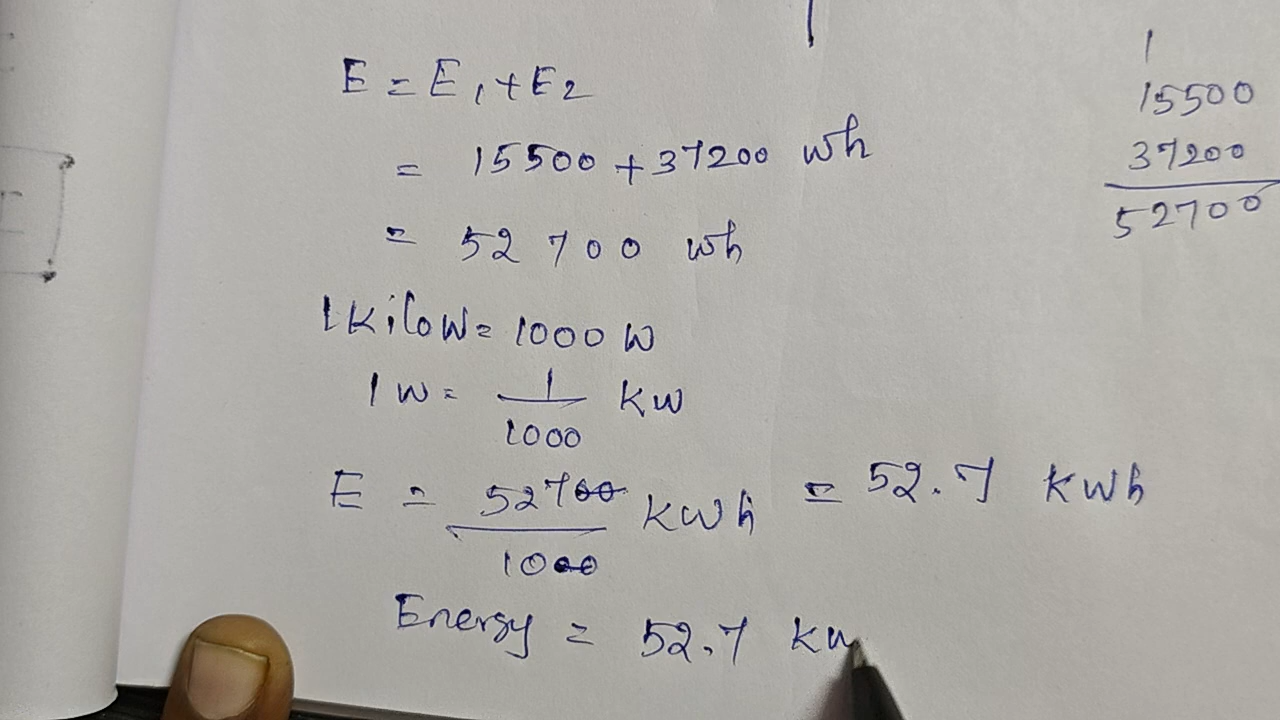 E = E1 + E2
= 15500 + 37200 wh
= 52700 wh
1 KiloW = 1000 W
1 W = 1/1000 KW
E = 52700/1000 KWh = 52.7 KWh
Energy = 52.7 kw
1
15500
37200
52700